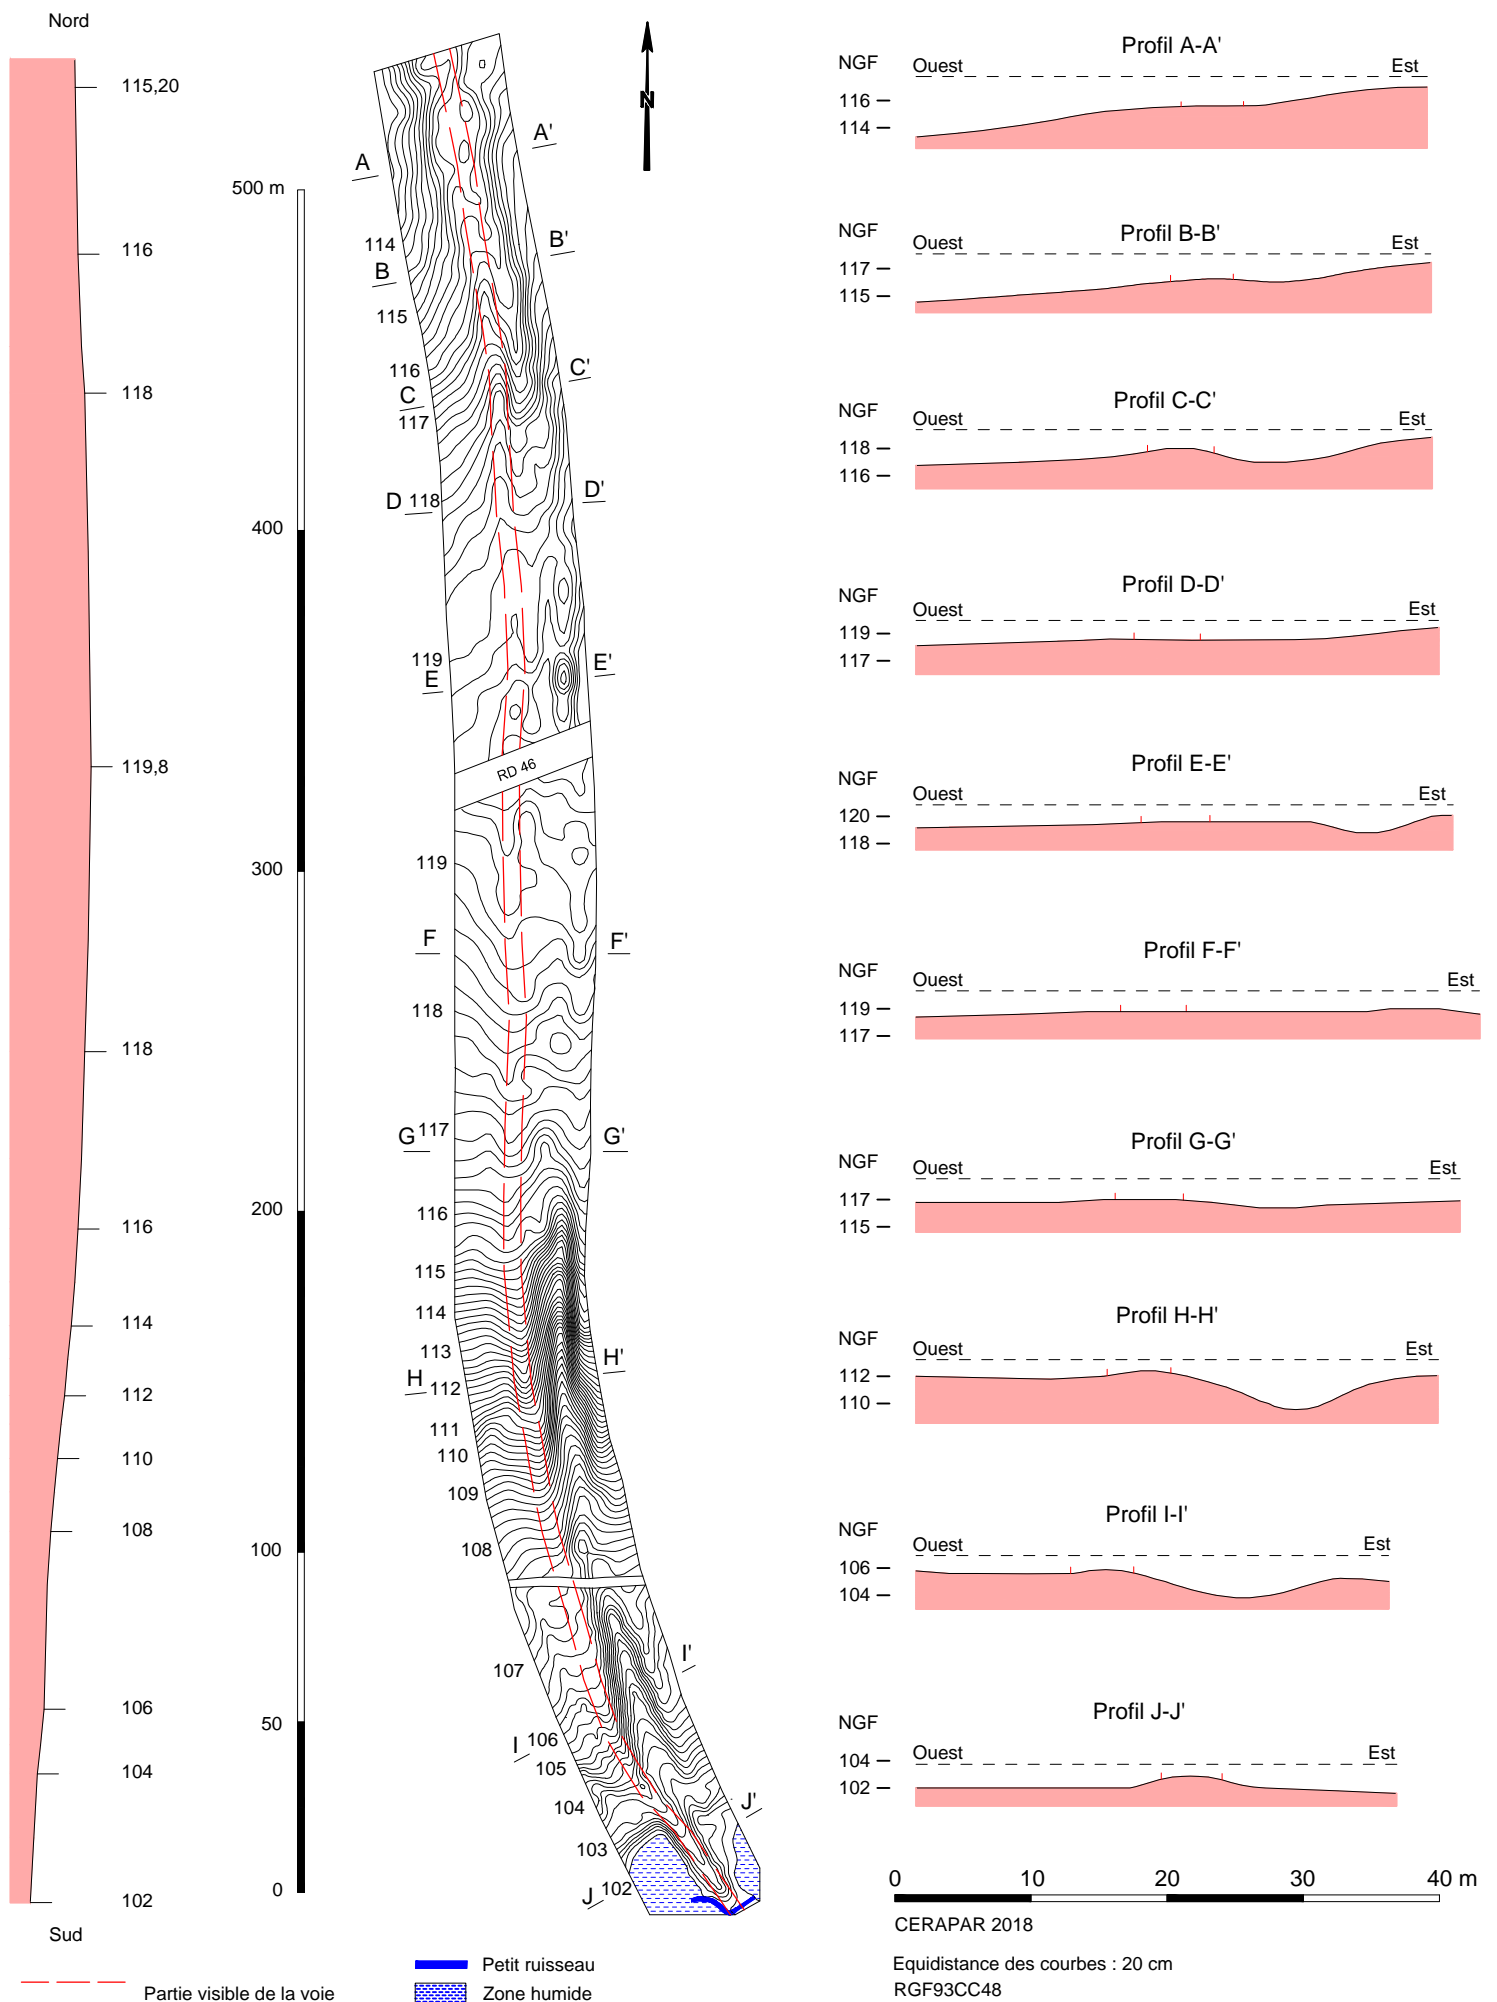 Nord
115,20
116
118
119,8
118
116
114
112
110
108
106
104
102
Sud
Partie visible de la voie
500 m
400
300
200
100
50
0
N
A
A'
114
B
B'
115
116
C
C'
117
D 118
D'
119
E
E'
RD 46
119
F
F'
118
G 117
G'
116
115
114
113
H
H'
112
111
110
109
108
107
I'
I 106
105
104
J'
103
J 102
Petit ruisseau
Zone humide
Profil A-A'
NGF
Ouest
Est
116
114
Profil B-B'
NGF
Ouest
Est
117
115
Profil C-C'
NGF
Ouest
Est
118
116
Profil D-D'
NGF
Ouest
Est
119
117
Profil E-E'
NGF
Ouest
Est
120
118
Profil F-F'
NGF
Ouest
Est
119
117
Profil G-G'
NGF
Ouest
Est
117
115
Profil H-H'
NGF
Ouest
Est
112
110
Profil I-I'
NGF
Ouest
Est
106
104
Profil J-J'
NGF
Ouest
Est
104
102
0 10 20 30 40 m
CERAPAR 2018
Equidistance des courbes : 20 cm
RGF93CC48